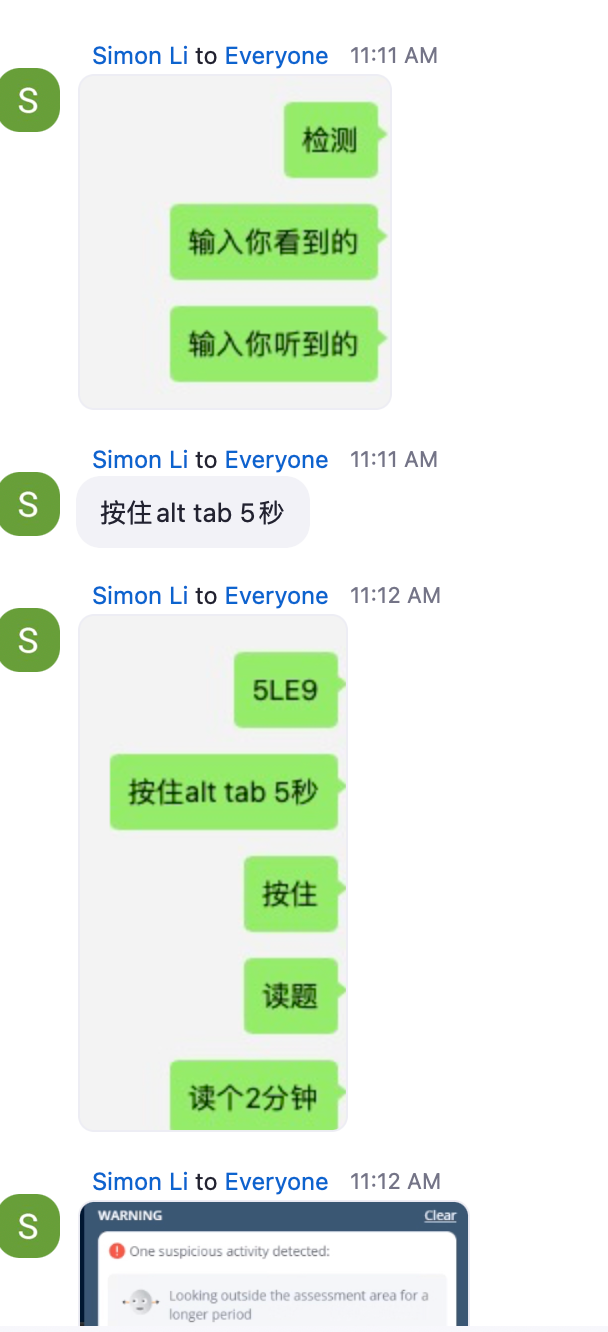 Simon Li to Everyone 11:11 AM
S
检测
输入你看到的
输入你听到的
Simon Li to Everyone 11:11 AM
S
按住alt tab 5秒
Simon Li to Everyone 11:12 AM
S
5LE9
按住alt tab 5秒
按住
读题
读个2分钟
Simon Li to Everyone 11:12 AM
S
WARNING Clear
One suspicious activity detected:
Looking outside the assessment area for a
longer period